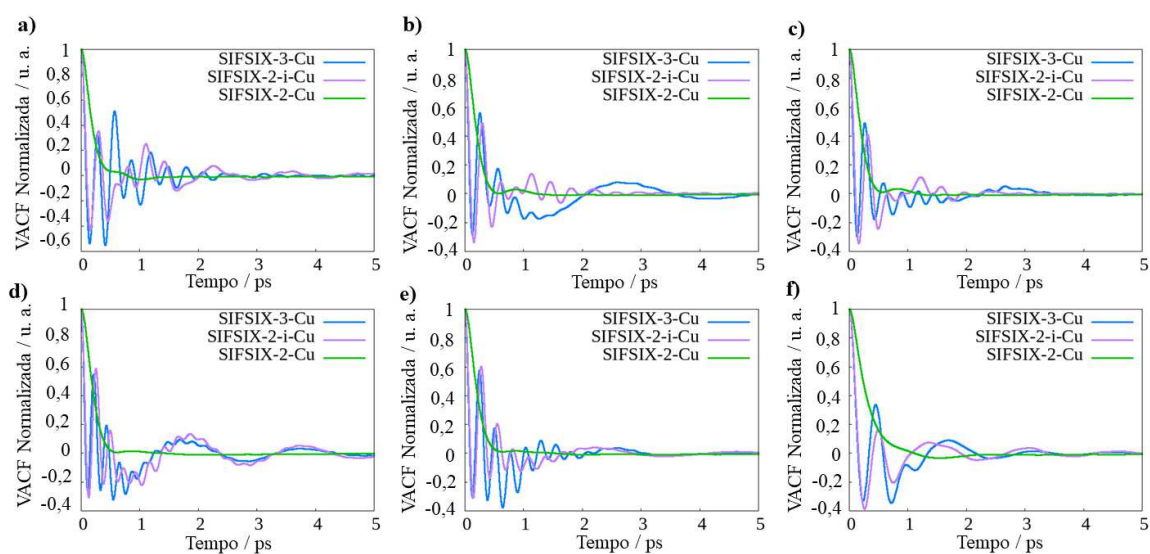 a)
VACF Normalizada / u. a.
1
0,8
0,6
0,4
0,2
0
-0,2
-0,4
-0,6
SIFSIX-3-Cu
SIFSIX-2-i-Cu
SIFSIX-2-Cu
0 1 2 3 4 5
Tempo / ps
b)
VACF Normalizada / u. a.
1
0,8
0,6
0,4
0,2
0
-0,2
-0,4
SIFSIX-3-Cu
SIFSIX-2-i-Cu
SIFSIX-2-Cu
0 1 2 3 4 5
Tempo / ps
c)
VACF Normalizada / u. a.
1
0,8
0,6
0,4
0,2
0
-0,2
-0,4
SIFSIX-3-Cu
SIFSIX-2-i-Cu
SIFSIX-2-Cu
0 1 2 3 4 5
Tempo / ps
d)
VACF Normalizada / u. a.
1
0,8
0,6
0,4
0,2
0
-0,2
-0,4
SIFSIX-3-Cu
SIFSIX-2-i-Cu
SIFSIX-2-Cu
0 1 2 3 4 5
Tempo / ps
e)
VACF Normalizada / u. a.
1
0,8
0,6
0,4
0,2
0
-0,2
-0,4
SIFSIX-3-Cu
SIFSIX-2-i-Cu
SIFSIX-2-Cu
0 1 2 3 4 5
Tempo / ps
f)
VACF Normalizada / u. a.
1
0,8
0,6
0,4
0,2
0
-0,2
-0,4
SIFSIX-3-Cu
SIFSIX-2-i-Cu
SIFSIX-2-Cu
0 1 2 3 4 5
Tempo / ps